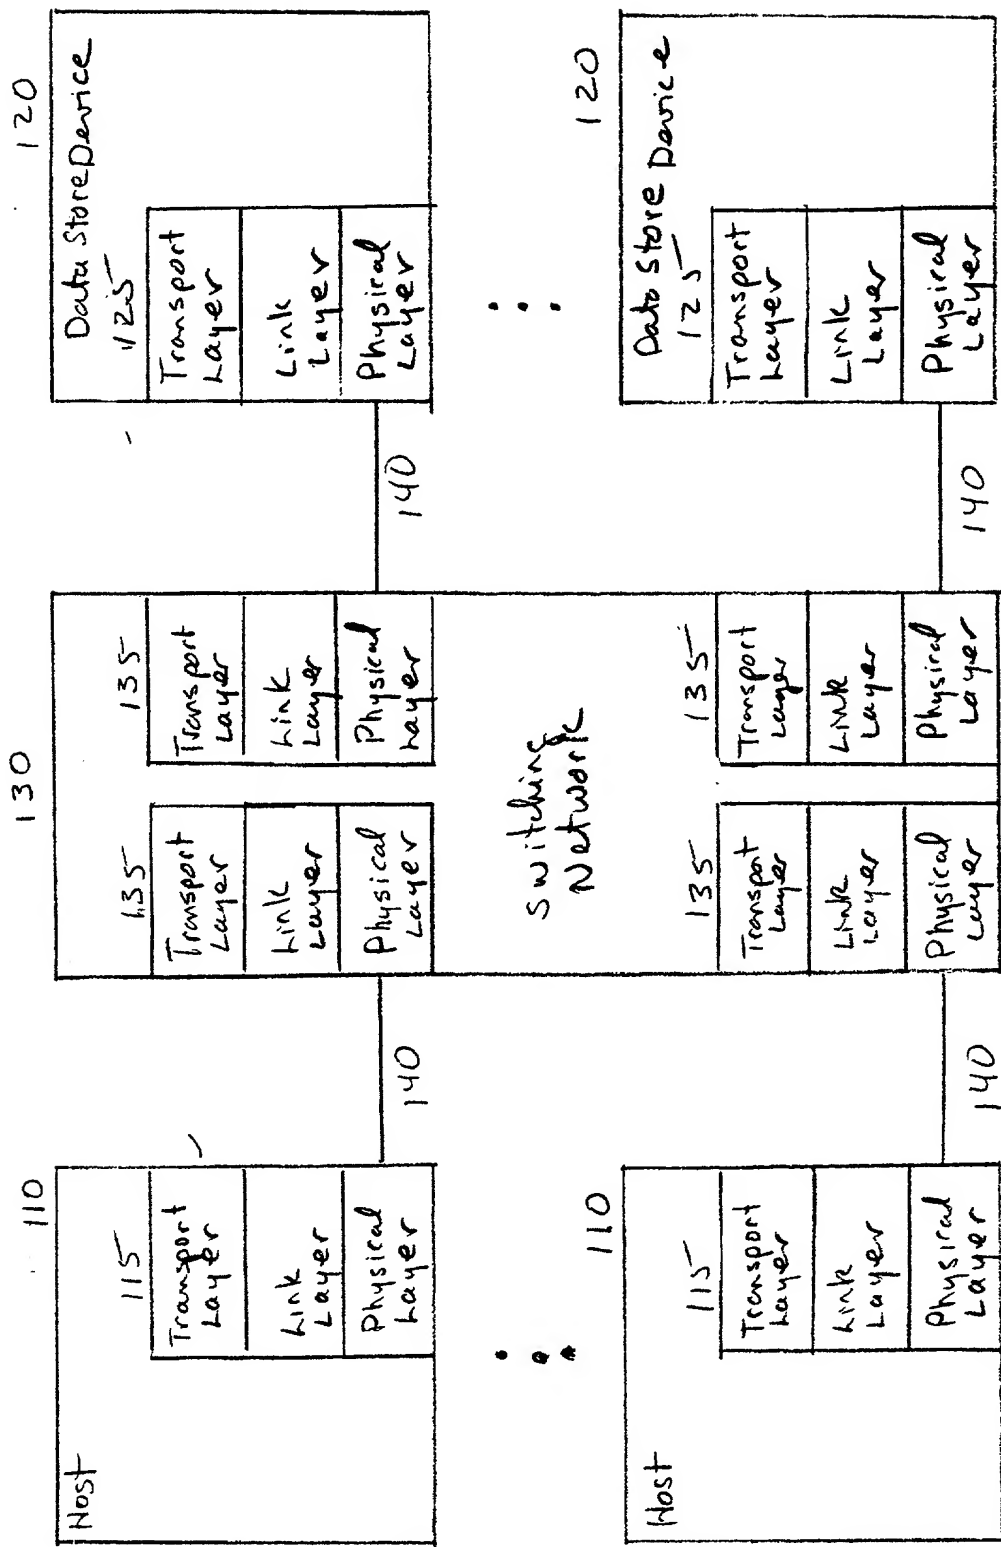 110
Host
115
Transport
Layer
Link
Layer
Physical
Layer
140
130
135
Transport
Layer
Link
Layer
Physical
Layer
135
Transport
Layer
Link
Layer
Physical
Layer
140
120
Data Store Device
125
Transport
Layer
Link
Layer
Physical
Layer
Switching
Network
110
Host
115
Transport
Layer
Link
Layer
Physical
Layer
140
135
Transport
Layer
Link
Layer
Physical
Layer
135
Transport
Layer
Link
Layer
Physical
Layer
140
120
Data Store Device
125
Transport
Layer
Link
Layer
Physical
Layer